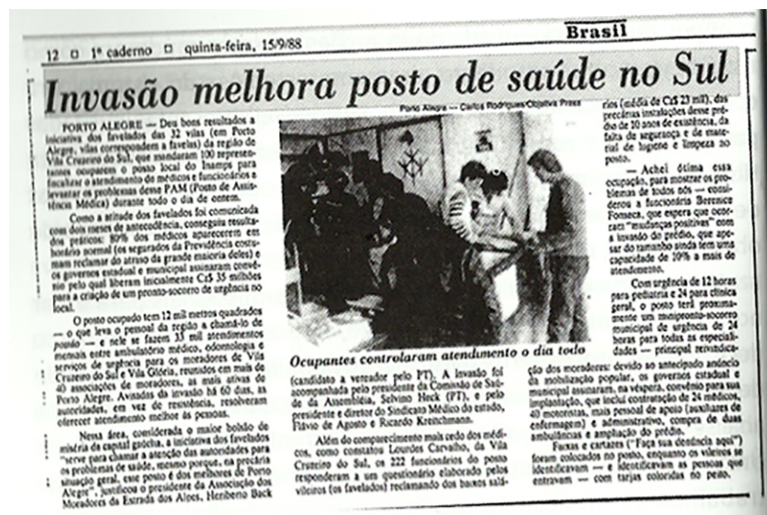 Brasil
12 □ 1º caderno □ quinta-feira, 15/9/88
Invasão melhora posto de saúde no Sul
Porto Alegre — Carlos Rodrigues/Objetiva Press
PORTO ALEGRE — Deu bons resultados a
iniciativa dos favelados das 32 vilas (em Porto
Alegre, vilas correspondem a favelas) da região de
Vila Cruzeiro do Sul, que mandaram 100 represen-
tantes ocuparem o posto local do Inamps para
fiscalizar o atendimento de médicos e funcionários e
levantar os problemas desse PAM (Posto de Assis-
tência Médica) durante todo o dia de ontem.
Como a atitude dos favelados foi comunicada
com dois meses de antecedência, conseguiu resulta-
dos práticos: 80% dos médicos apareceram em
horário normal (os segurados da Previdência costu-
mam reclamar do atraso da grande maioria deles) e
os governos estadual e municipal assinaram convê-
nio pelo qual liberam inicialmente Cz$ 35 milhões
para a criação de um pronto-socorro de urgência no
local.
O posto ocupado tem 12 mil metros quadrados
— o que leva o pessoal da região a chamá-lo de
postão — e nele se fazem 33 mil atendimentos
mensais entre ambulatório médico, odontologia e
serviços de urgência para os moradores de Vila
Cruzeiro do Sul e Vila Glória, reunidos em mais de
40 associações de moradores, as mais ativas de
Porto Alegre. Avisadas da invasão há 60 dias, as
autoridades, em vez de resistência, resolveram
oferecer atendimento melhor às pessoas.
Nessa área, considerada o maior bolsão de
miséria da capital gaúcha, a iniciativa dos favelados
"serve para chamar a atenção das autoridades para
os problemas de saúde, mesmo porque, na precária
situação geral, esse posto é dos melhores de Porto
Alegre", justificou o presidente da Associação dos
Moradores da Estrada dos Alpes, Heriberto Back
Ocupantes controlaram atendimento o dia todo
(candidato a vereador pelo PT). A invasão foi
acompanhada pelo presidente da Comissão de Saú-
de da Assembléia, Selvino Heck (PT), e pelo
presidente e diretor do Sindicato Médico do estado,
Flávio de Agosto e Ricardo Kreinchmann.
Além do comparecimento mais cedo dos médi-
cos, como constatou Lourdes Carvalho, da Vila
Cruzeiro do Sul, os 222 funcionários do posto
responderam a um questionário elaborado pelos
vileiros (os favelados) reclamando dos baixos salá-
rios (média de Cz$ 23 mil), das
precárias instalações desse pré-
dio de 10 anos de existência, da
falta de segurança e de mate-
rial de higiene e limpeza no
posto.
— Achei ótima essa
ocupação, para mostrar os pro-
blemas de todos nós — consi-
derou a funcionária Berenice
Fonseca, que espera que ocor-
ram "mudanças positivas" com
a invasão do prédio, que ape-
sar do tamanho ainda tem uma
capacidade de 20% a mais de
atendimento.
Com urgência de 12 horas
para pediatria e 24 para clínica
geral, o posto terá proxima-
mente um minipronto-socorro
municipal de urgência de 24
horas para todas as especiali-
dades — principal reivindica-
ção dos moradores: devido ao antecipado anúncio
da mobilização popular, os governos estadual e
municipal assinaram, na véspera, convênio para sua
implantação, que inclui contratação de 24 médicos,
40 motoristas, mais pessoal de apoio (auxiliares de
enfermagem) e administrativo, compra de duas
ambulâncias e ampliação do prédio.
Faixas e cartazes ("Faça sua denúncia aqui")
foram colocados no posto, enquanto os vileiros se
identificavam — e identificavam as pessoas que
entravam — com tarjas coloridas no peito.